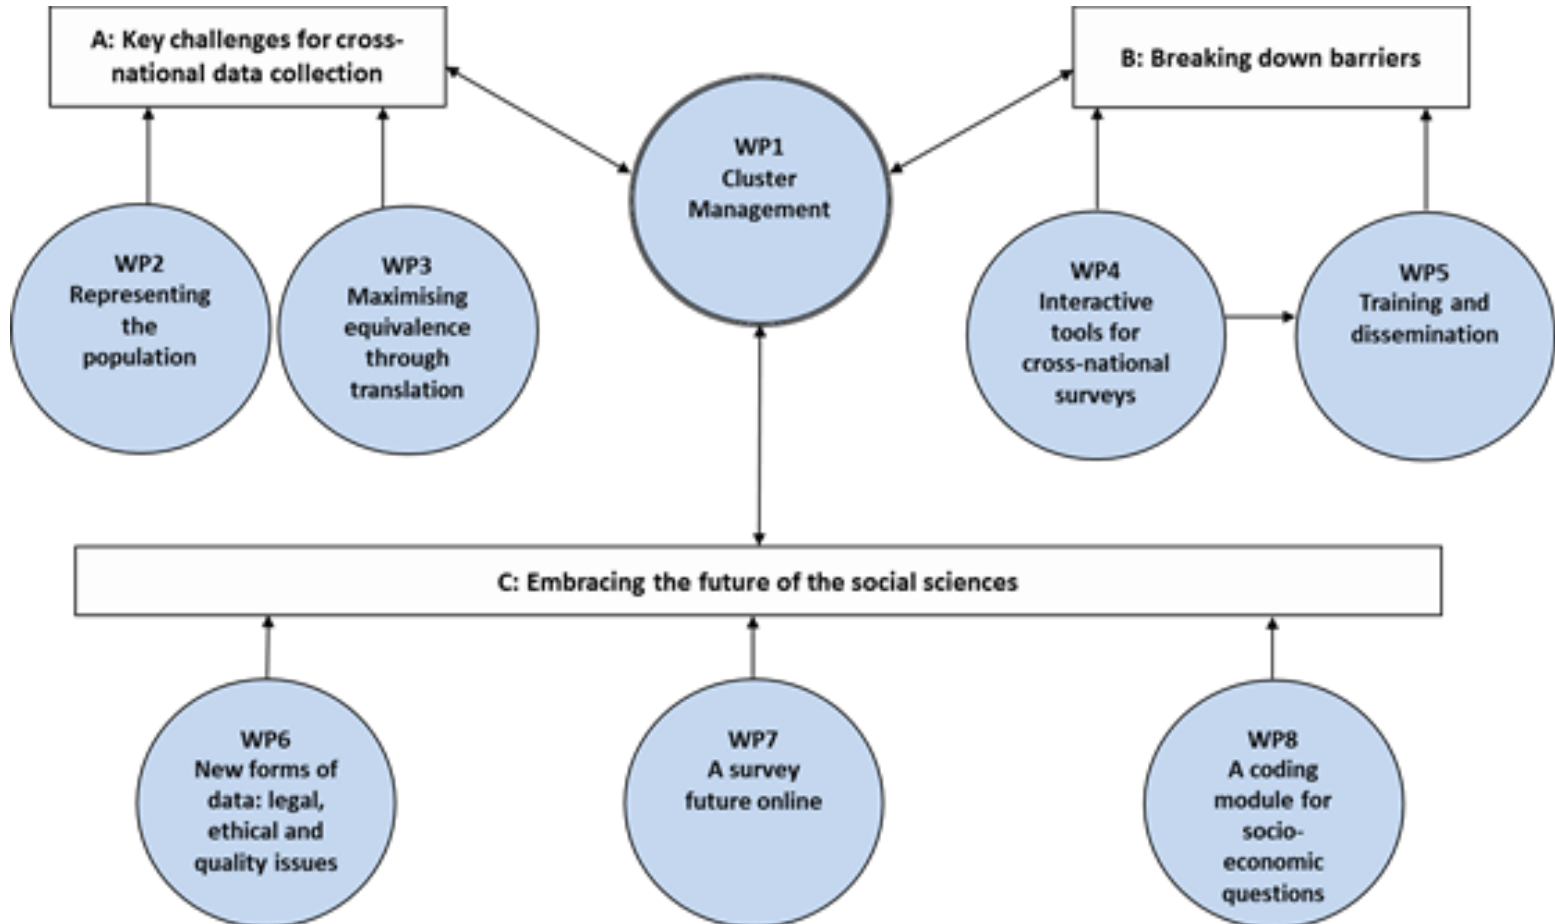 A: Key challenges for cross-
national data collection
B: Breaking down barriers
WP1
Cluster
Management
WP2
Representing
the
population
WP3
Maximising
equivalence
through
translation
WP4
Interactive
tools for
cross-national
surveys
WP5
Training and
dissemination
C: Embracing the future of the social sciences
WP6
New forms of
data: legal,
ethical and
quality issues
WP7
A survey
future online
WP8
A coding
module for
socio-
economic
questions